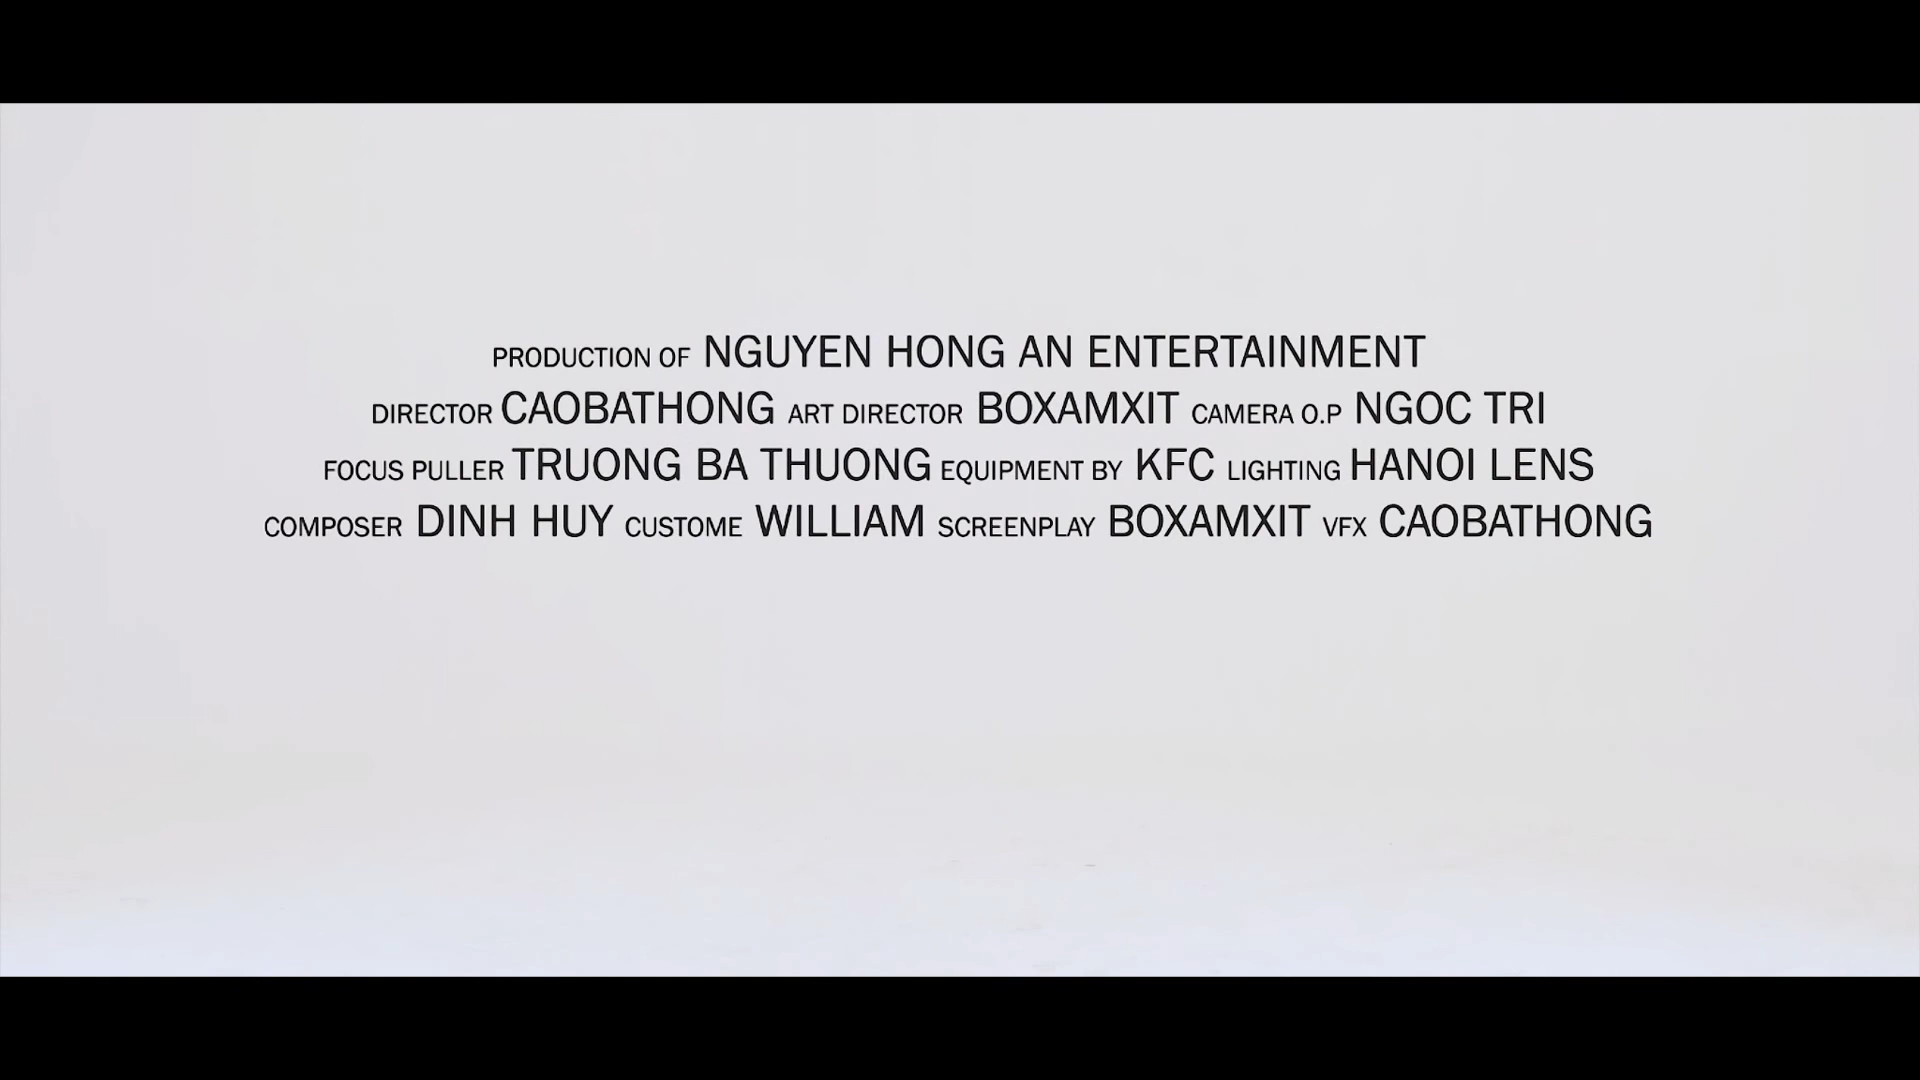 PRODUCTION OF NGUYEN HONG AN ENTERTAINMENT
DIRECTOR CAOBATHONG ART DIRECTOR BOXAMXIT CAMERA O.P NGOC TRI
FOCUS PULLER TRUONG BA THUONG EQUIPMENT BY KFC LIGHTING HANOI LENS
COMPOSER DINH HUY CUSTOME WILLIAM SCREENPLAY BOXAMXIT VFX CAOBATHONG